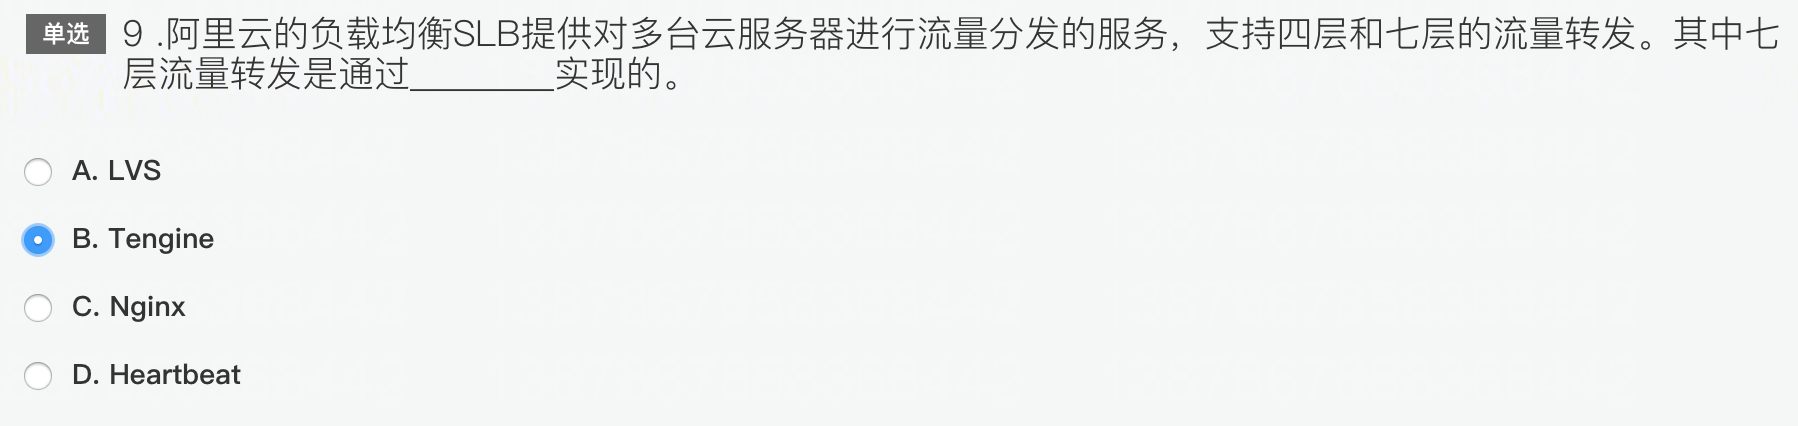 单选 9 .阿里云的负载均衡SLB提供对多台云服务器进行流量分发的服务，支持四层和七层的流量转发。其中七
层流量转发是通过________实现的。
A. LVS
B. Tengine
C. Nginx
D. Heartbeat